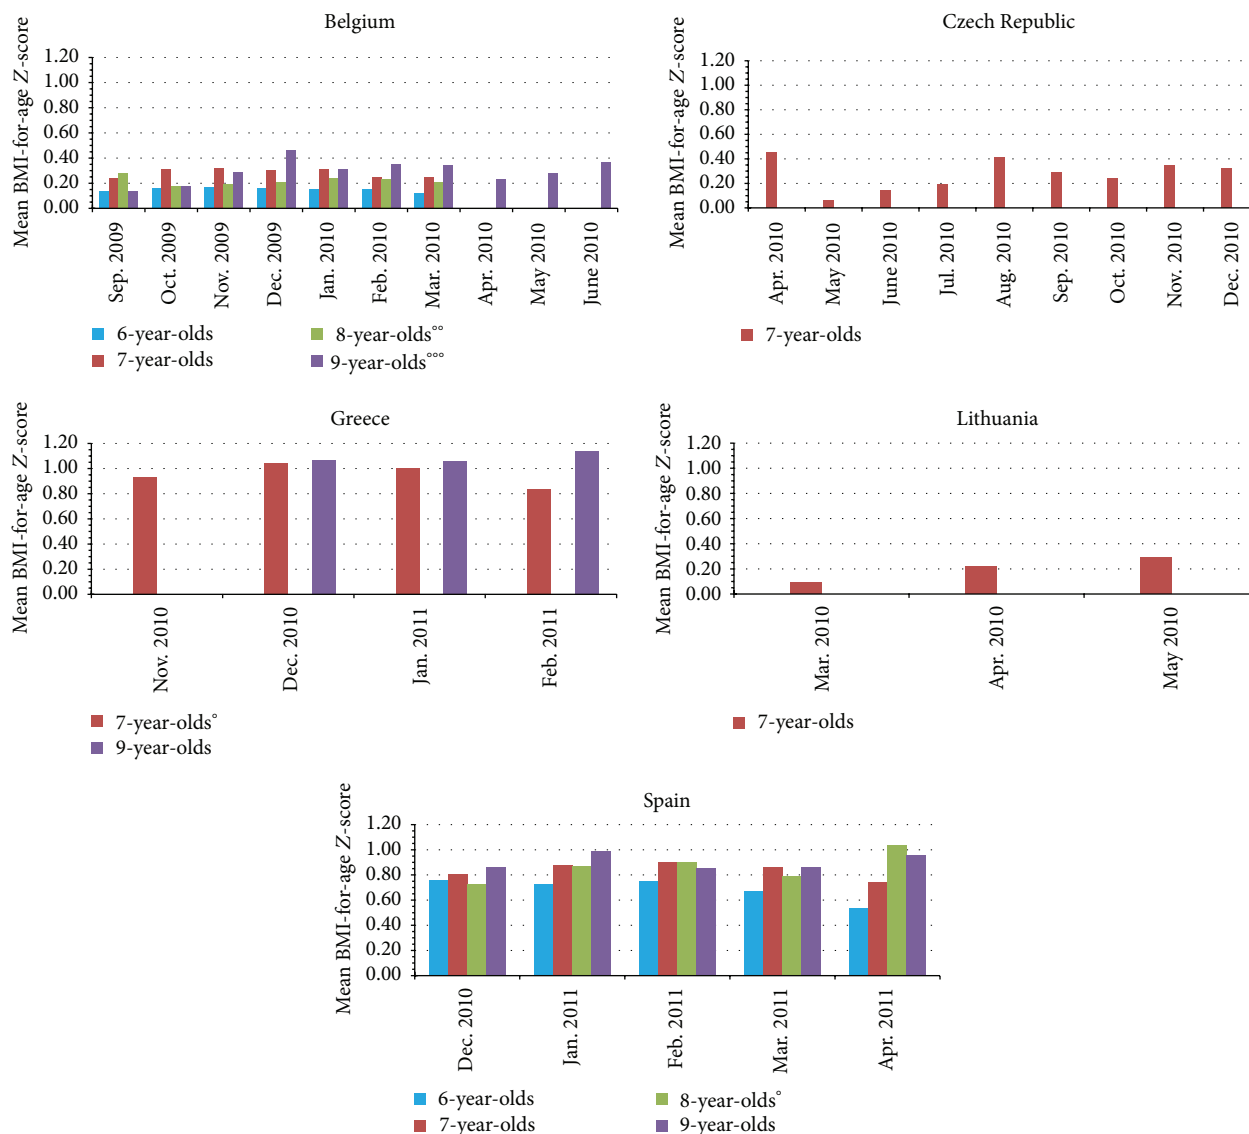 Belgium
Mean BMI-for-age Z-score
1.20
1.00
0.80
0.60
0.40
0.20
0.00
Sep. 2009
Oct. 2009
Nov. 2009
Dec. 2009
Jan. 2010
Feb. 2010
Mar. 2010
Apr. 2010
May 2010
June 2010
6-year-olds
8-year-olds°°
7-year-olds
9-year-olds°°°
Czech Republic
Mean BMI-for-age Z-score
1.20
1.00
0.80
0.60
0.40
0.20
0.00
Apr. 2010
May 2010
June 2010
Jul. 2010
Aug. 2010
Sep. 2010
Oct. 2010
Nov. 2010
Dec. 2010
7-year-olds
Greece
Mean BMI-for-age Z-score
1.20
1.00
0.80
0.60
0.40
0.20
0.00
Nov. 2010
Dec. 2010
Jan. 2011
Feb. 2011
7-year-olds°
9-year-olds
Lithuania
Mean BMI-for-age Z-score
1.20
1.00
0.80
0.60
0.40
0.20
0.00
Mar. 2010
Apr. 2010
May 2010
7-year-olds
Spain
Mean BMI-for-age Z-score
1.20
1.00
0.80
0.60
0.40
0.20
0.00
Dec. 2010
Jan. 2011
Feb. 2011
Mar. 2011
Apr. 2011
6-year-olds
8-year-olds°
7-year-olds
9-year-olds